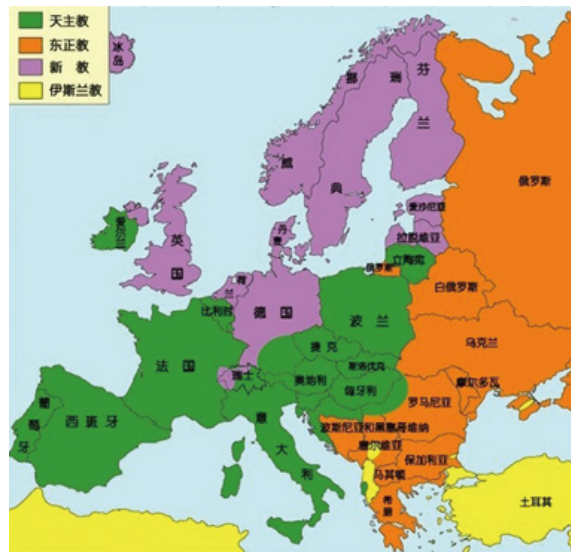 天主教
东正教
新 教
伊斯兰教
冰岛
挪
威
瑞
典
芬
兰
俄罗斯
爱沙尼亚
拉脱维亚
立陶宛
俄罗斯
白俄罗斯
爱尔兰
英
国
丹麦
荷
兰
比利时
德 国
波 兰
乌克兰
捷 克
斯洛伐克
法 国
瑞士
奥地利
匈牙利
摩尔多瓦
罗马尼亚
葡
萄
牙
西 班 牙
意
大
利
波斯尼亚和黑塞哥维纳
塞尔维亚
保加利亚
马其顿
希
腊
土耳其